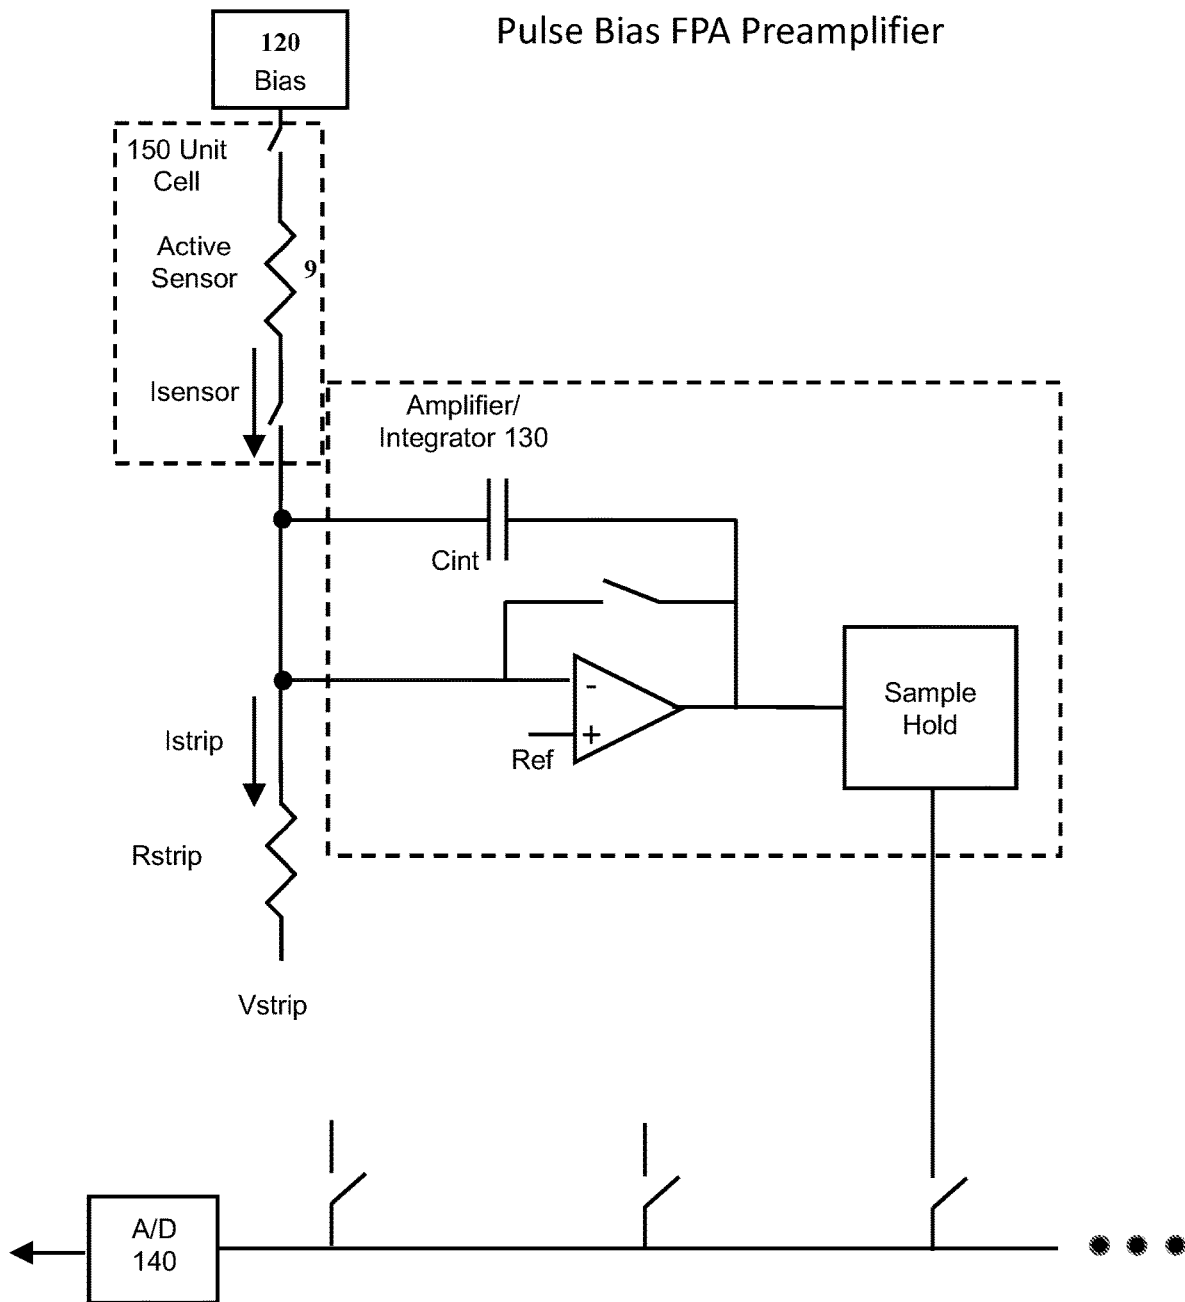 Pulse Bias FPA Preamplifier
120
Bias
150 Unit
Cell
Active
Sensor
9
Isensor
Amplifier/
Integrator 130
Cint
-
+
Ref
Sample
Hold
Istrip
Rstrip
Vstrip
A/D
140